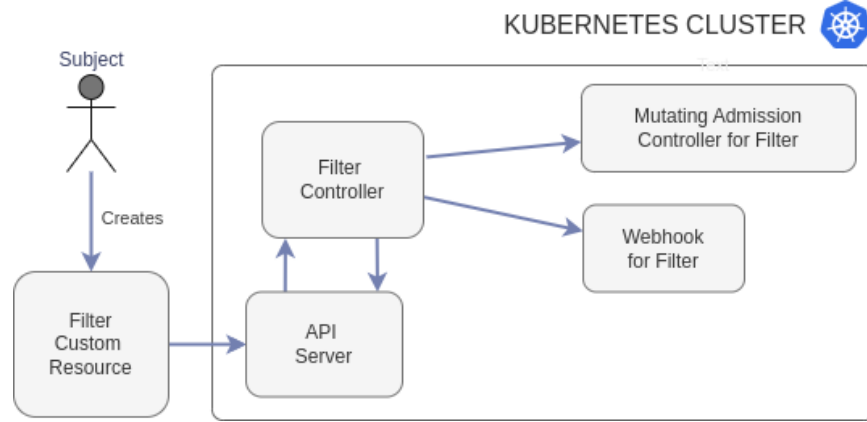 KUBERNETES CLUSTER
Subject
Text
Mutating Admission
Controller for Filter
Filter
Controller
Creates
Webhook
for Filter
Filter
Custom
Resource
API
Server